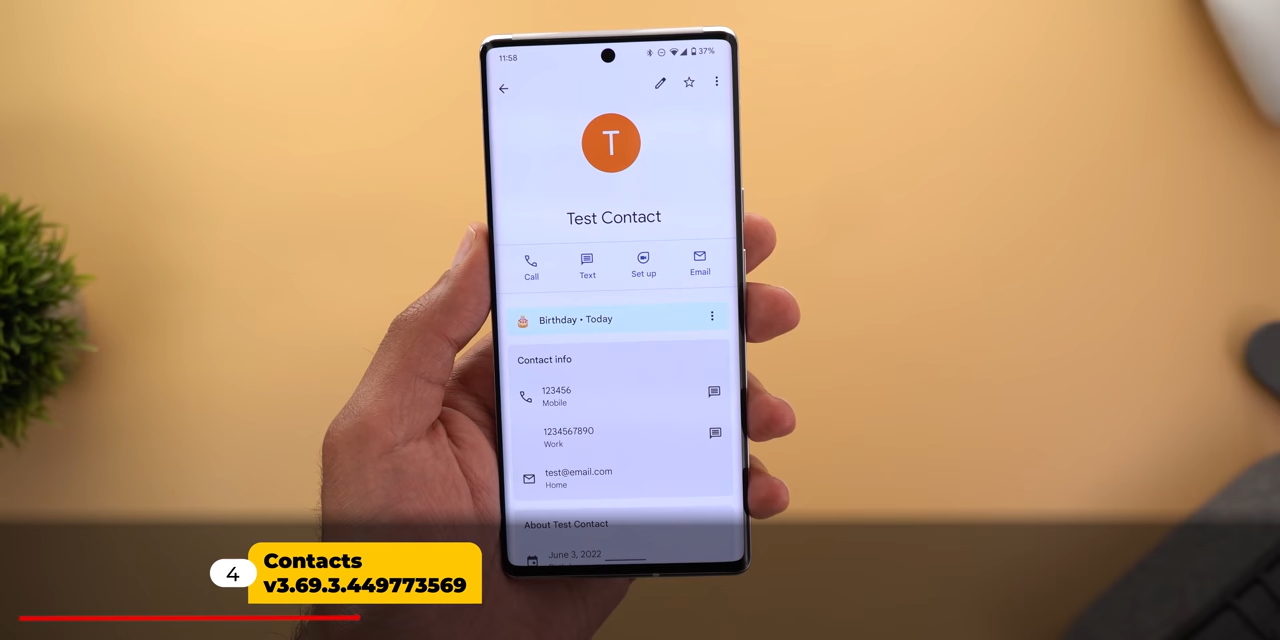 11:58
37%
T
Test Contact
Call
Text
Set up
Email
Birthday • Today
Contact info
123456
Mobile
1234567890
Work
test@email.com
Home
About Test Contact
June 3, 2022
4
Contacts
v3.69.3.449773569